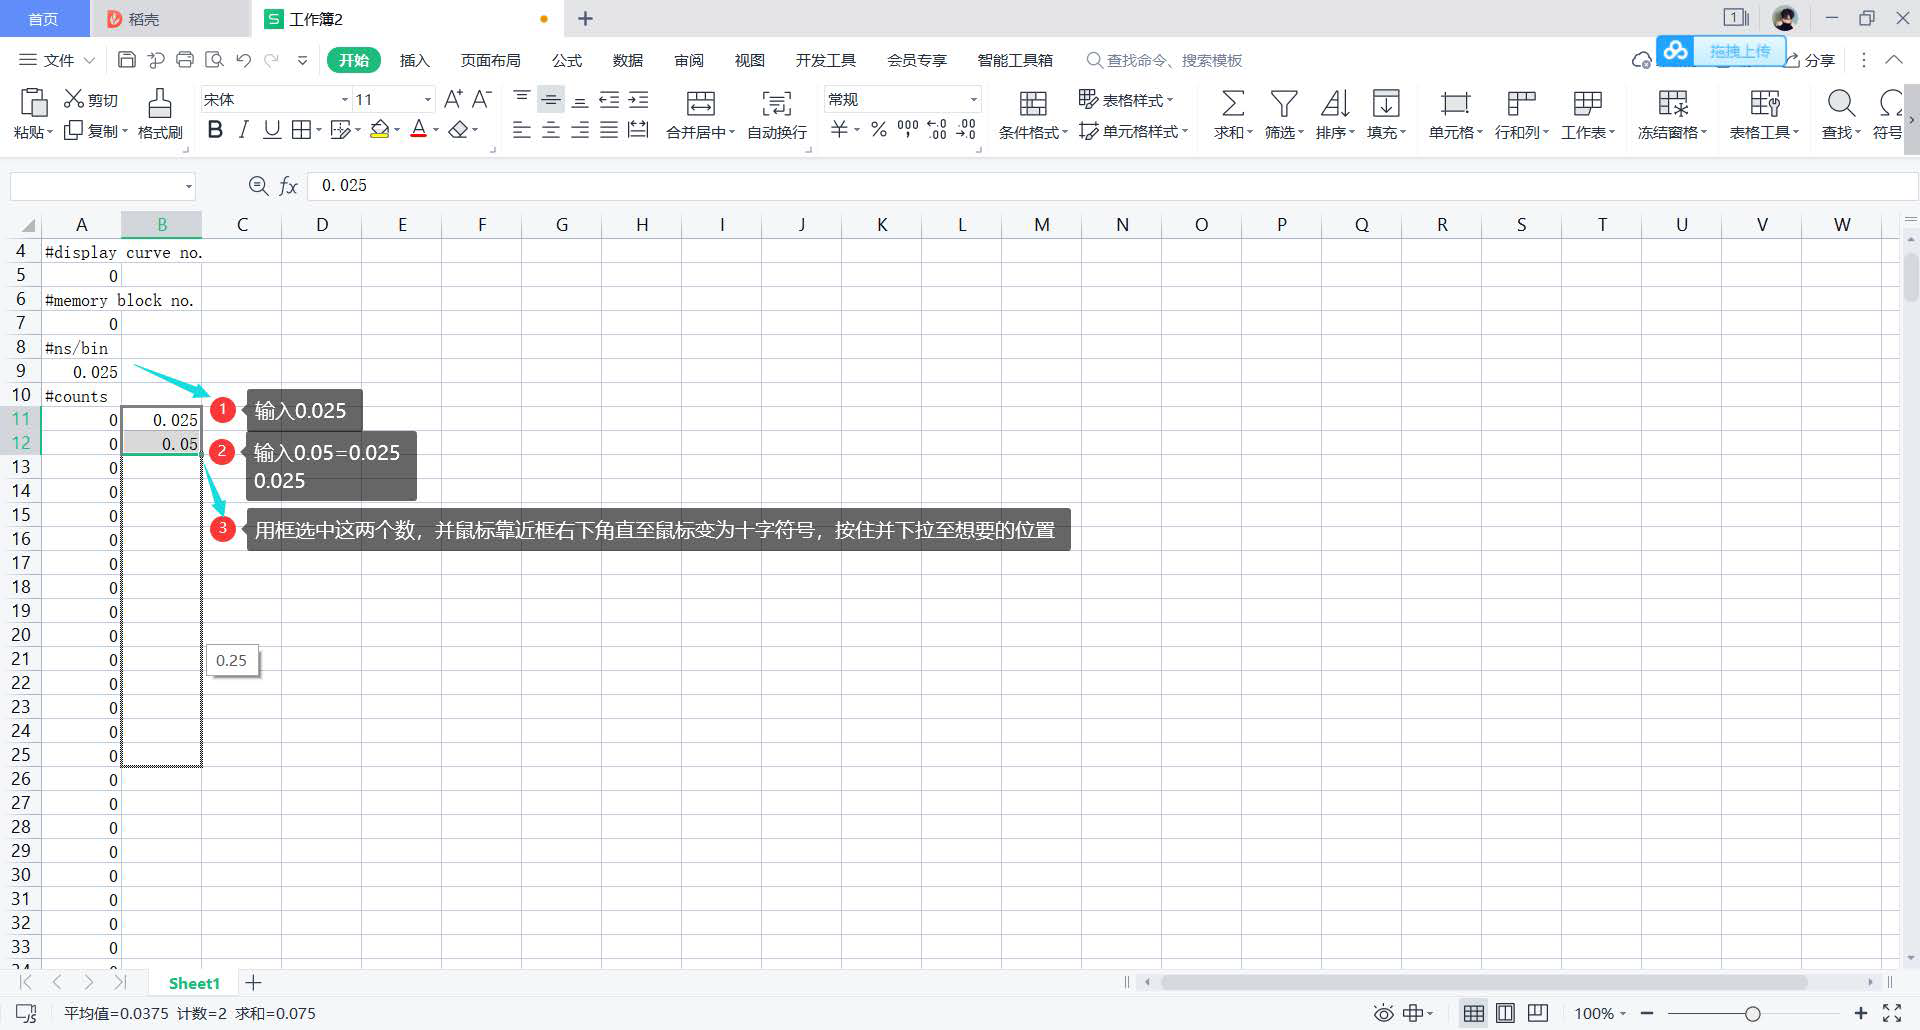 首页
稻壳
工作簿2
文件
开始
插入
页面布局
公式
数据
审阅
视图
开发工具
会员专享
智能工具箱
查找命令、搜索模板
拖拽上传
分享
粘贴
剪切
复制
格式刷
宋体
11
合并居中
自动换行
常规
条件格式
表格样式
单元格样式
求和
筛选
排序
填充
单元格
行和列
工作表
冻结窗格
表格工具
查找
符号
fx
0.025
A B C D E F G H I J K L M N O P Q R S T U V W
4 #display curve no.
5 0
6 #memory block no.
7 0
8 #ns/bin
9 0.025
10 #counts
11 0 0.025
12 0 0.05
13 0
14 0
15 0
16 0
17 0
18 0
19 0
20 0
21 0
22 0
23 0
24 0
25 0
26 0
27 0
28 0
29 0
30 0
31 0
32 0
33 0
1 输入0.025
2 输入0.05=0.025
0.025
3 用框选中这两个数，并鼠标靠近框右下角直至鼠标变为十字符号，按住并下拉至想要的位置
0.25
Sheet1
平均值=0.0375 计数=2 求和=0.075
100%